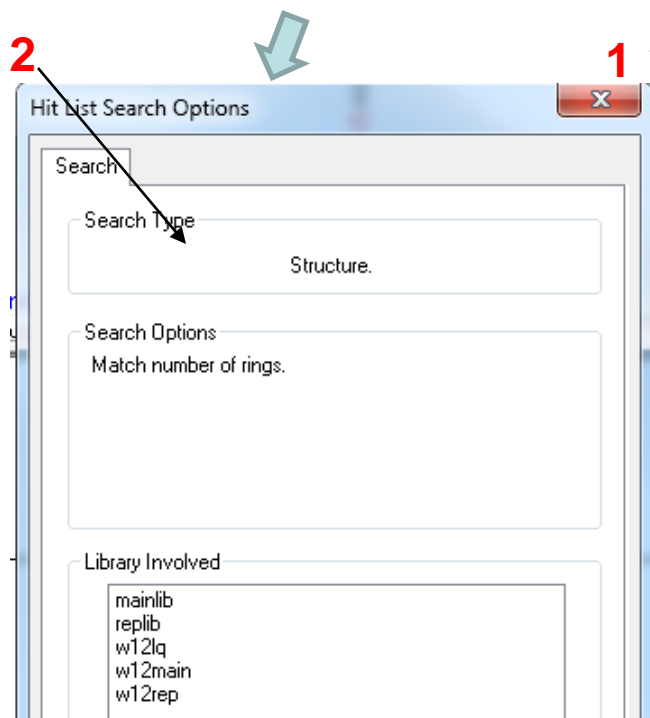 2
1
Hit List Search Options
Search
Search Type
Structure.
Search Options
Match number of rings.
Library Involved
mainlib
replib
w12lq
w12main
w12rep